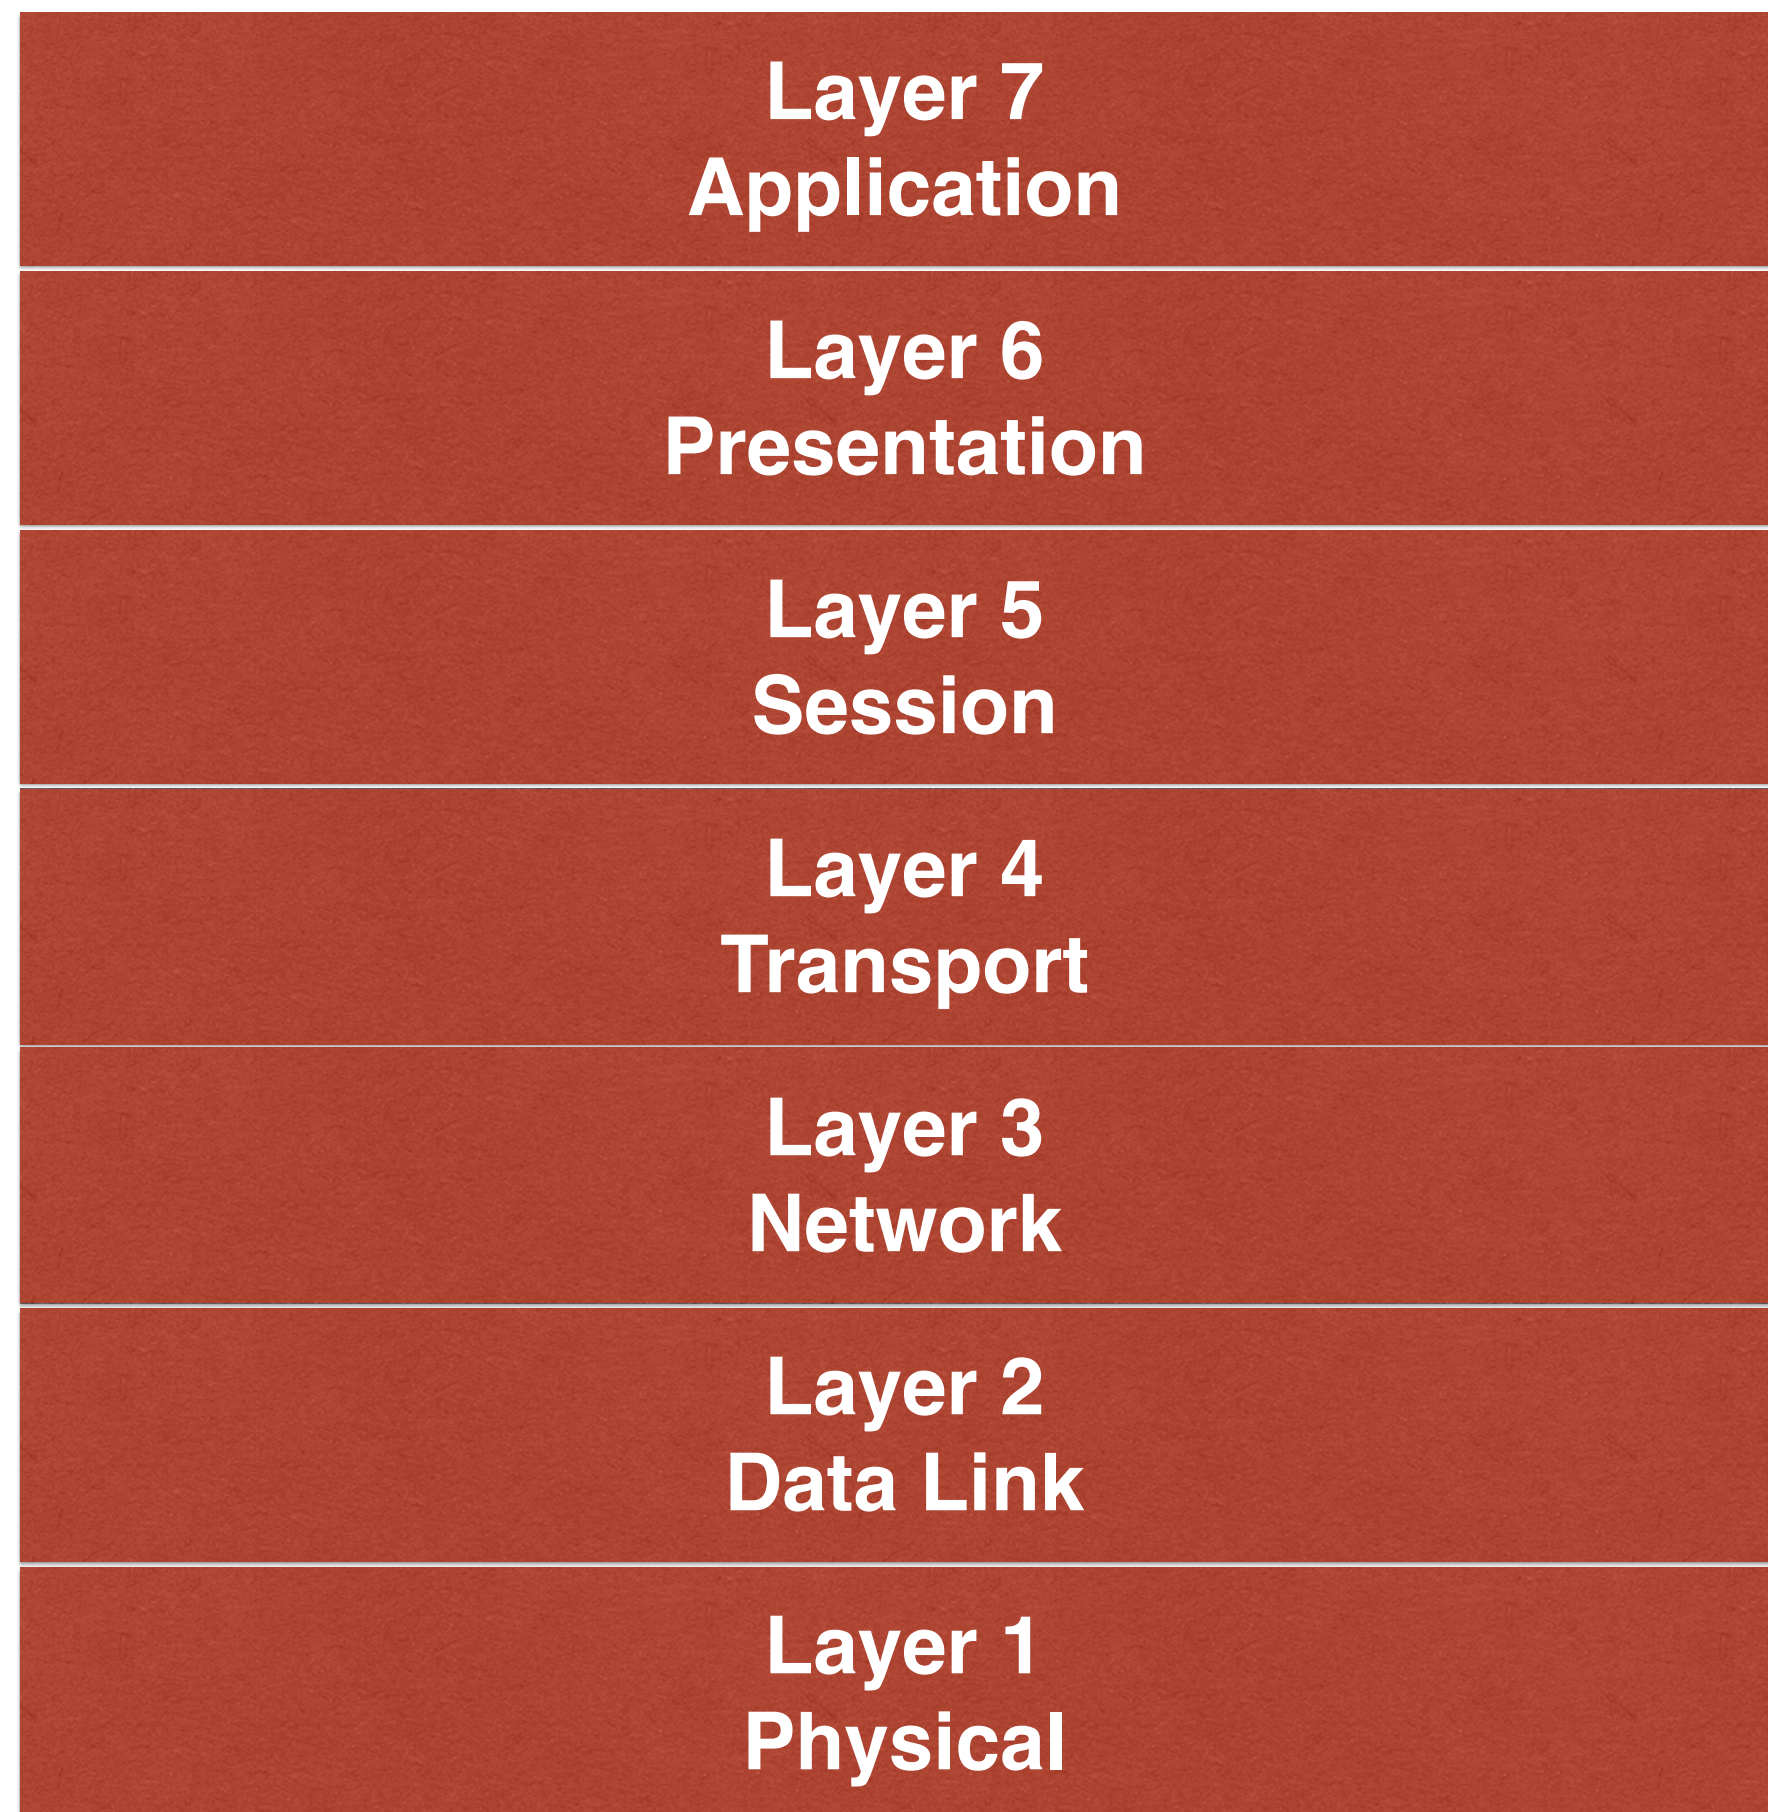 Layer 7
Application
Layer 6
Presentation
Layer 5
Session
Layer 4
Transport
Layer 3
Network
Layer 2
Data Link
Layer 1
Physical